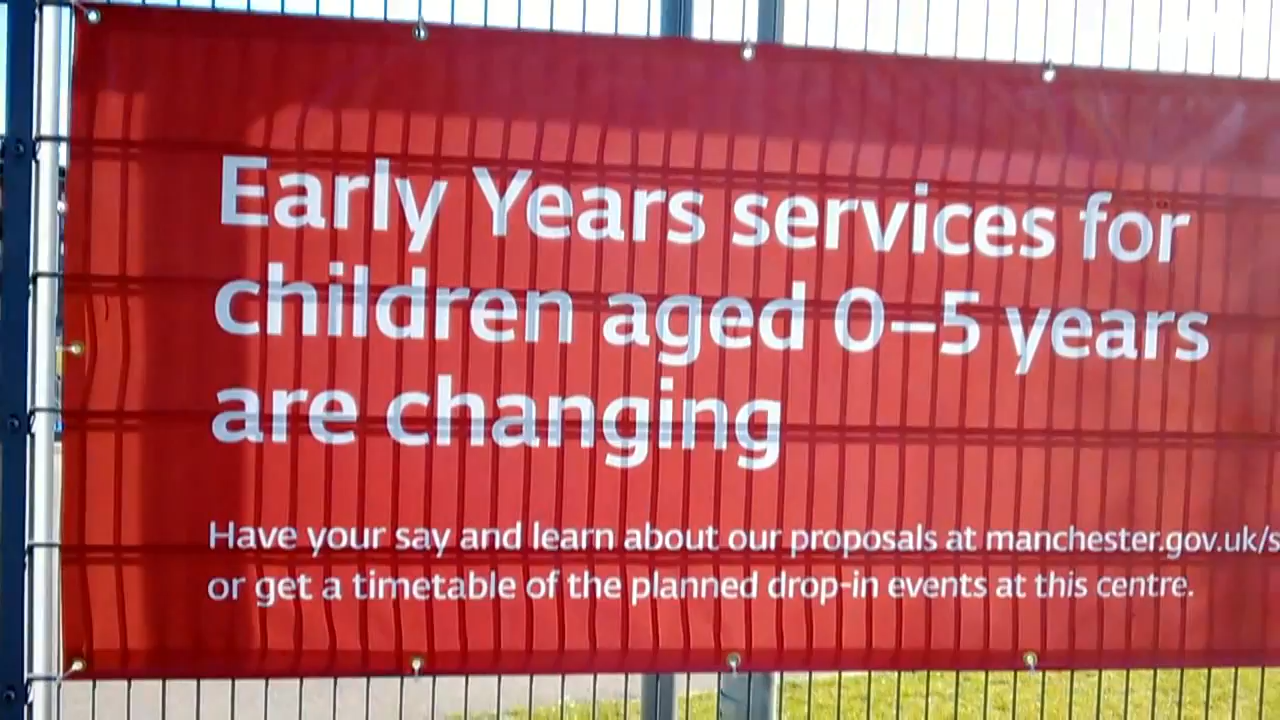 Early Years services for
children aged 0–5 years
are changing
Have your say and learn about our proposals at manchester.gov.uk/s
or get a timetable of the planned drop-in events at this centre.